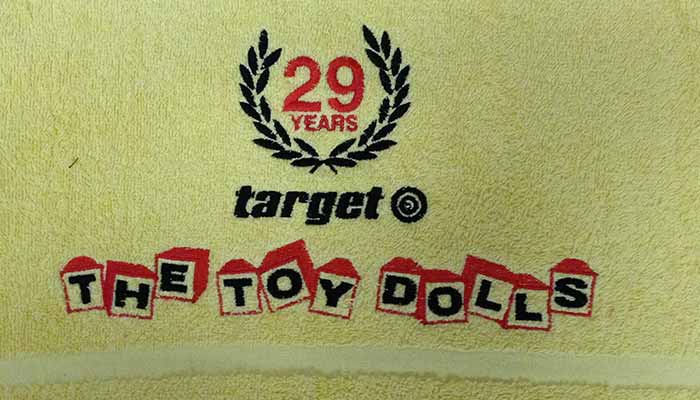 29
YEARS
target
THE TOY DOLLS